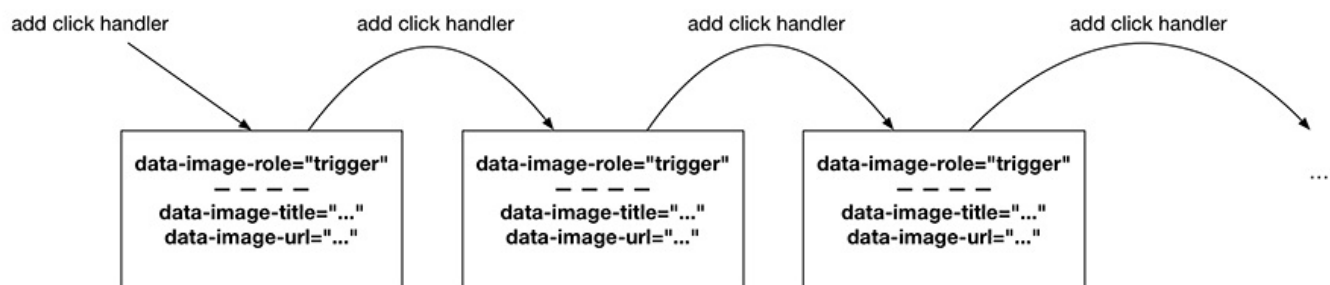 add click handler
add click handler
add click handler
add click handler
data-image-role="trigger"
data-image-title="..."
data-image-url="..."
data-image-role="trigger"
data-image-title="..."
data-image-url="..."
data-image-role="trigger"
data-image-title="..."
data-image-url="..."
...